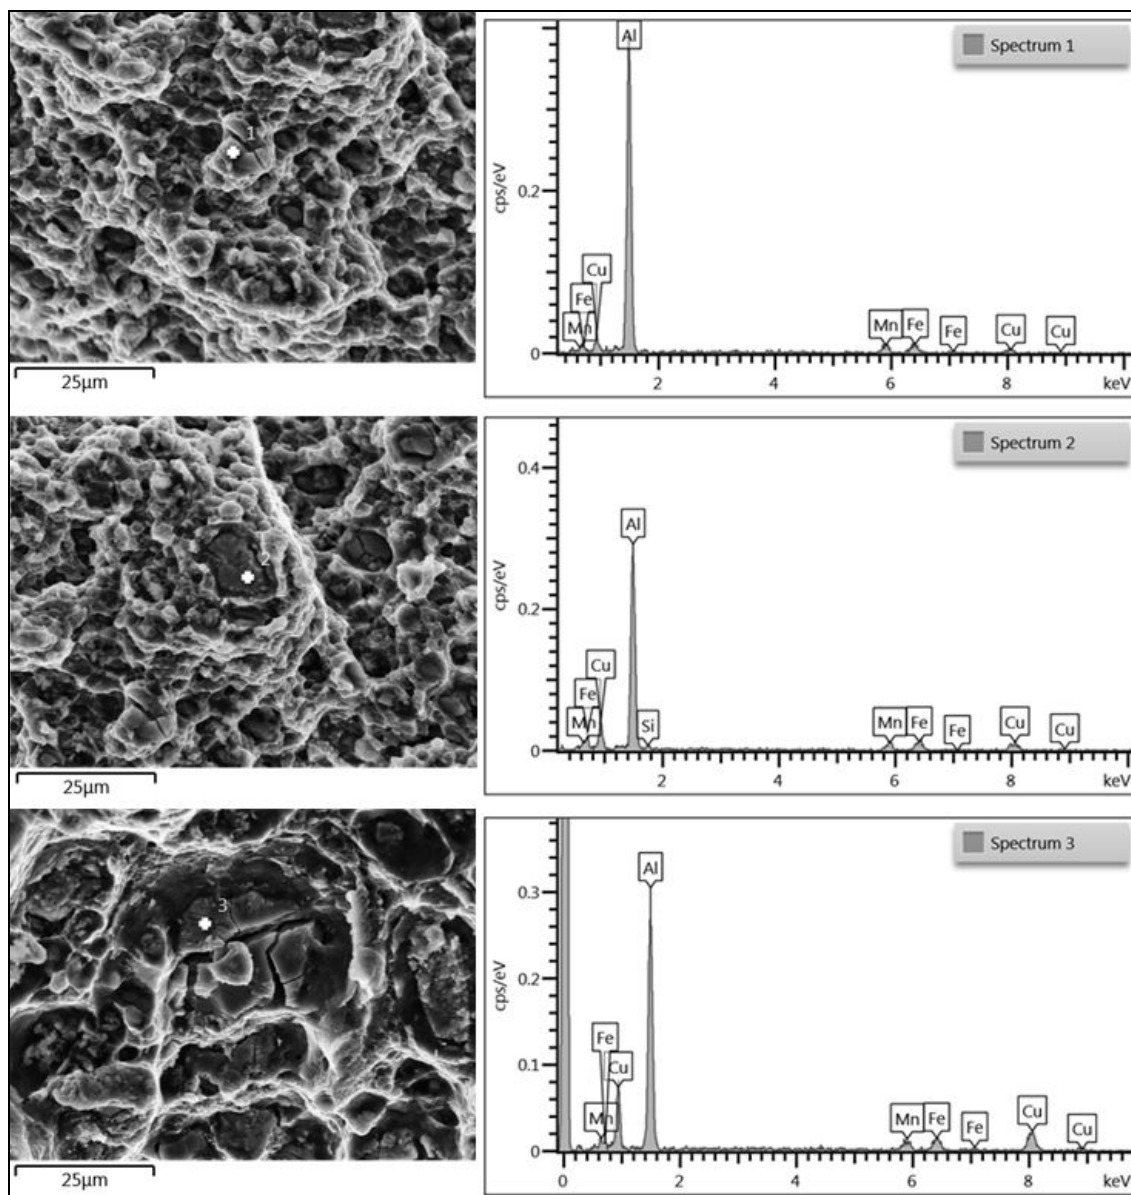 1
25μm
Spectrum 1
cps/eV
0.2
0
Al
Cu
Fe
Mn
Mn
Fe
Fe
Cu
Cu
2 4 6 8 keV
2
25μm
Spectrum 2
cps/eV
0.4
0.2
0
Al
Cu
Fe
Mn
Si
Mn
Fe
Fe
Cu
Cu
2 4 6 8 keV
3
25μm
Spectrum 3
cps/eV
0.3
0.2
0.1
0
Al
Fe
Cu
Mn
Mn
Fe
Fe
Cu
Cu
0 2 4 6 8 keV